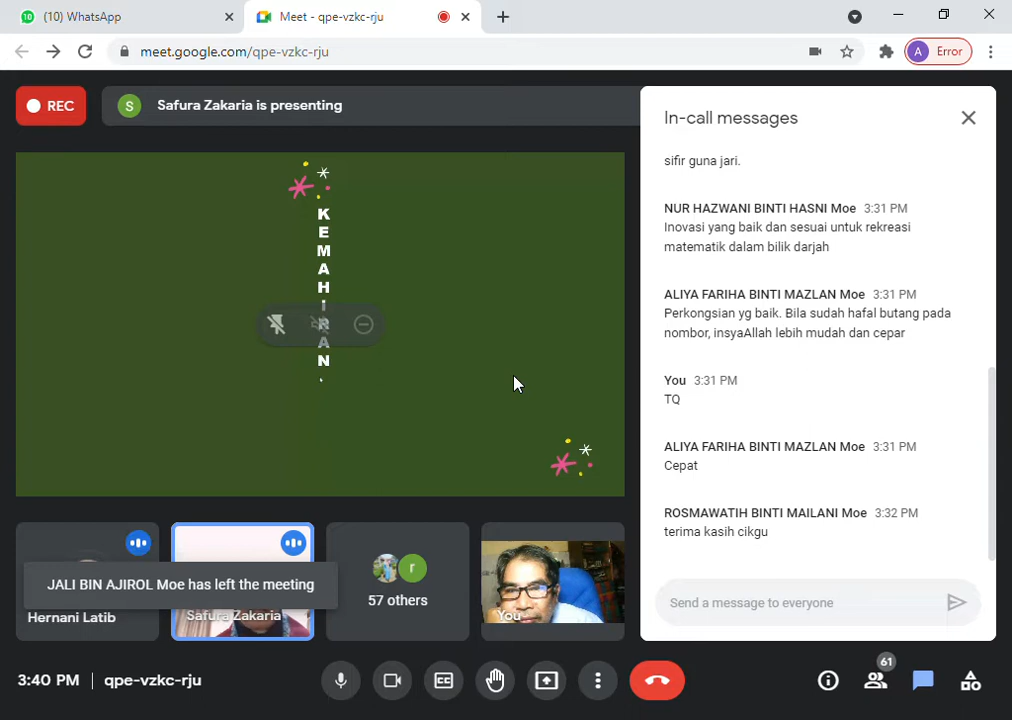 (10) WhatsApp
Meet - qpe-vzkc-rju
meet.google.com/qpe-vzkc-rju
A Error
REC
S Safura Zakaria is presenting
K
E
M
A
H
I
R
A
N
In-call messages
sifir guna jari.
NUR HAZWANI BINTI HASNI Moe 3:31 PM
Inovasi yang baik dan sesuai untuk rekreasi
matematik dalam bilik darjah
ALIYA FARIHA BINTI MAZLAN Moe 3:31 PM
Perkongsian yg baik. Bila sudah hafal butang pada
nombor, insyaAllah lebih mudah dan cepar
You 3:31 PM
TQ
ALIYA FARIHA BINTI MAZLAN Moe 3:31 PM
Cepat
ROSMAWATIH BINTI MAILANI Moe 3:32 PM
terima kasih cikgu
Send a message to everyone
JALI BIN AJIROL Moe has left the meeting
Hernani Latib
Safura Zakaria
r
57 others
You
3:40 PM | qpe-vzkc-rju
CC
61